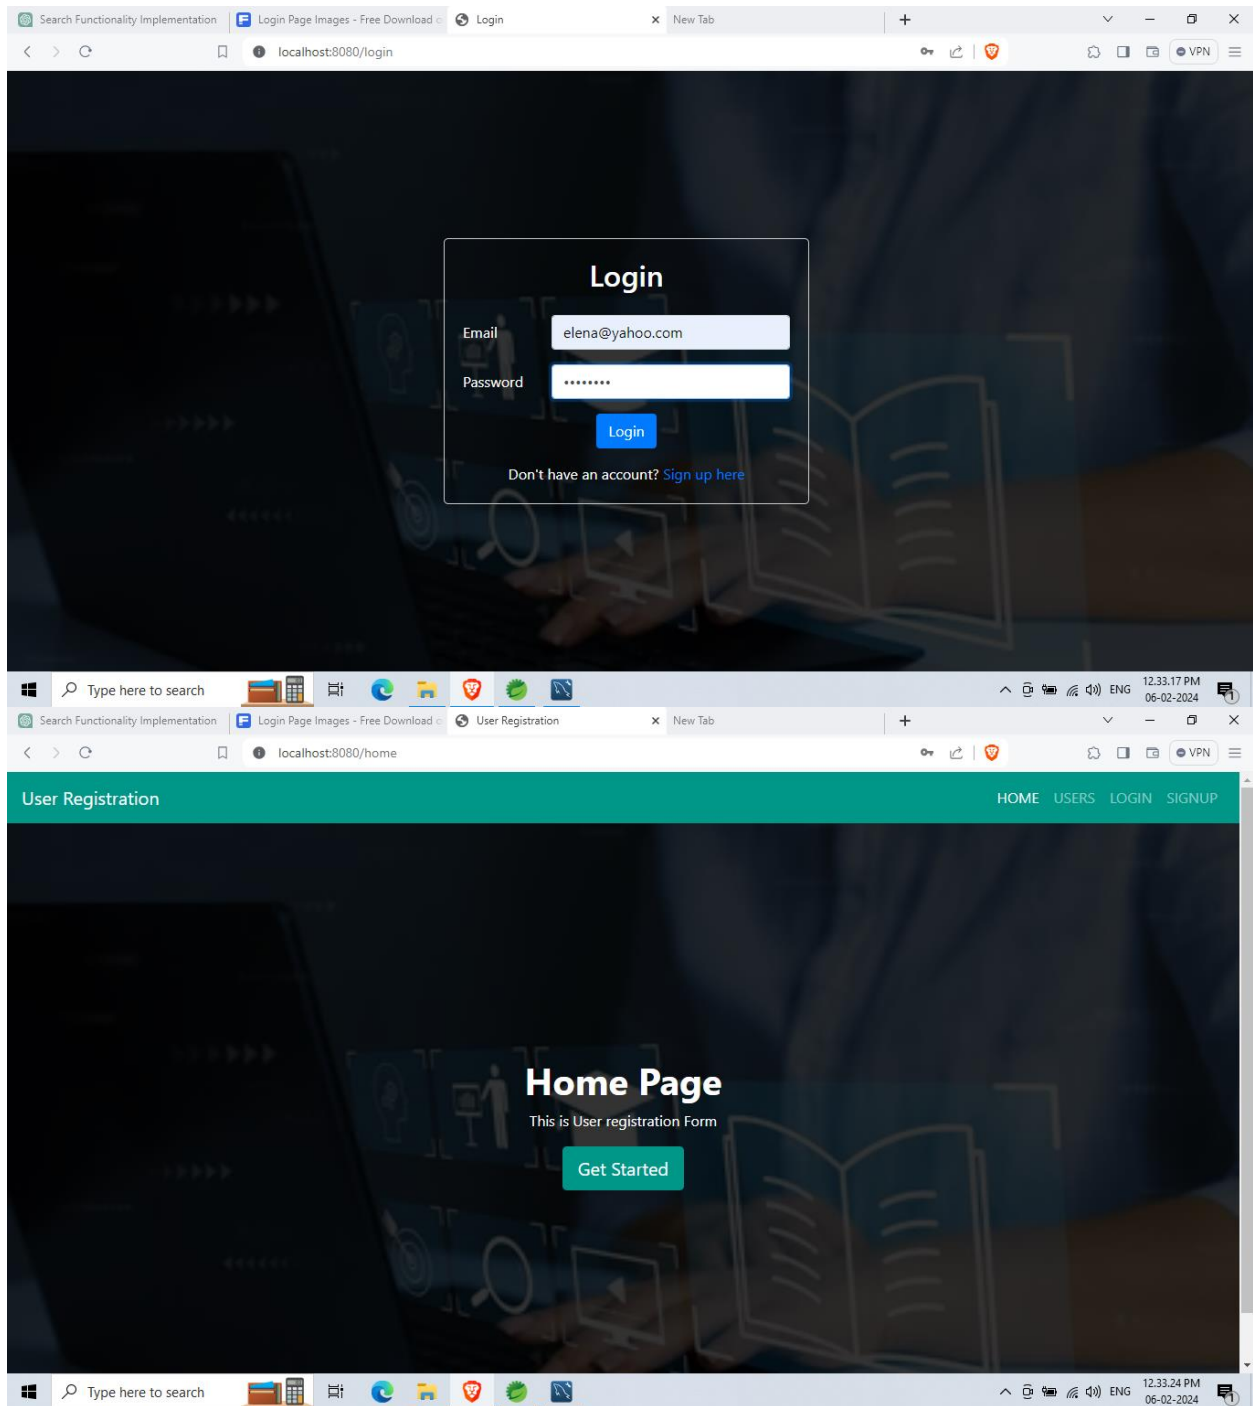 Search Functionality Implementation
Login Page Images - Free Download o
Login
New Tab
localhost:8080/login
VPN
Login
Email
elena@yahoo.com
Password
••••••••
Login
Don't have an account? Sign up here
Type here to search
ENG
12.33.17 PM
06-02-2024
1
Search Functionality Implementation
Login Page Images - Free Download o
User Registration
New Tab
localhost:8080/home
VPN
User Registration
HOME USERS LOGIN SIGNUP
Home Page
This is User registration Form
Get Started
Type here to search
ENG
12.33.24 PM
06-02-2024
1